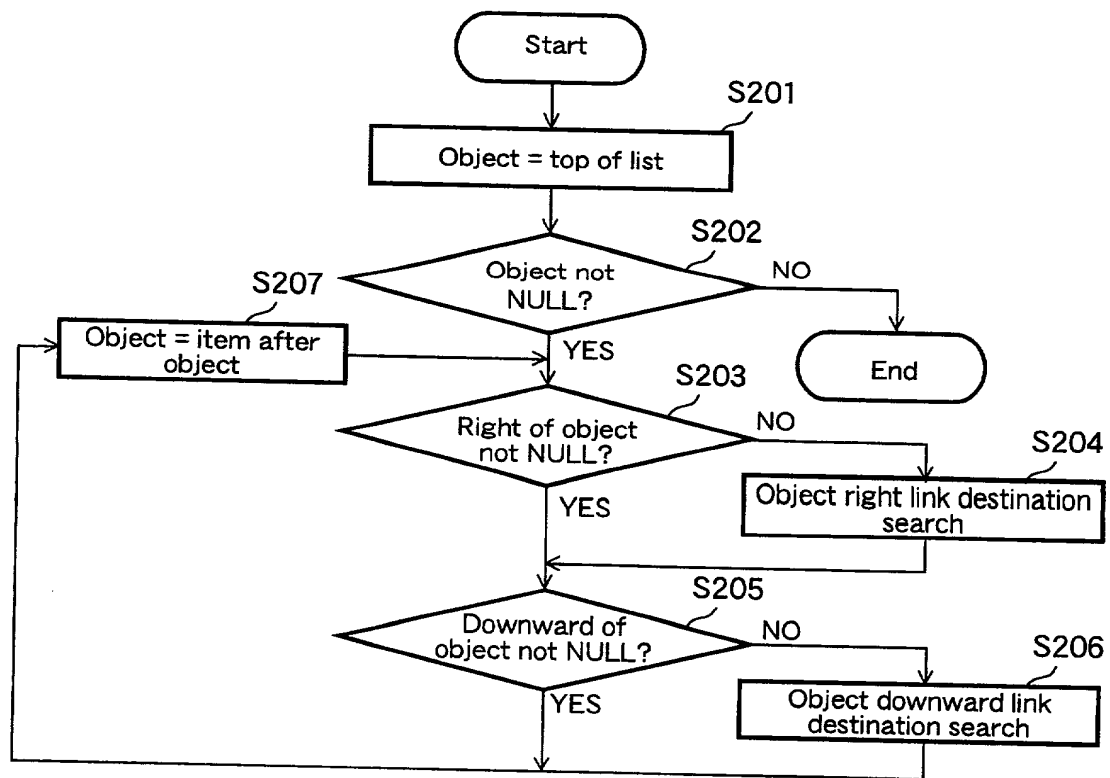 Start
S201
Object = top of list
S202
Object not
NULL?
NO
S207
Object = item after
object
YES
End
S203
Right of object
not NULL?
NO
S204
Object right link destination
search
YES
S205
Downward of
object not NULL?
NO
S206
Object downward link
destination search
YES